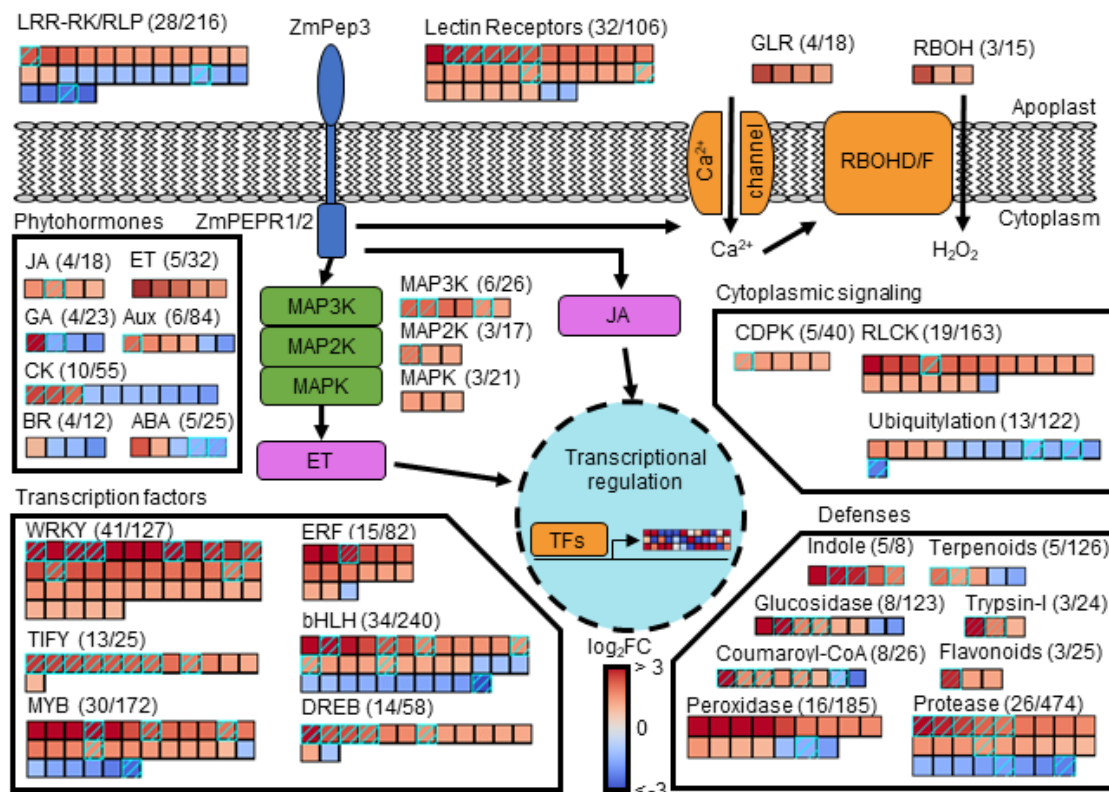 LRR-RK/RLP (28/216)
ZmPep3
Lectin Receptors (32/106)
GLR (4/18)
RBOH (3/15)
Apoplast
Ca²⁺
channel
RBOHD/F
Cytoplasm
Phytohormones
ZmPEPR1/2
Ca²⁺
H₂O₂
JA (4/18)
ET (5/32)
GA (4/23)
Aux (6/84)
CK (10/55)
BR (4/12)
ABA (5/25)
MAP3K
MAP2K
MAPK
MAP3K (6/26)
MAP2K (3/17)
MAPK (3/21)
JA
ET
Cytoplasmic signaling
CDPK (5/40)
RLCK (19/163)
Ubiquitylation (13/122)
Transcriptional
regulation
TFs
Transcription factors
WRKY (41/127)
ERF (15/82)
TIFY (13/25)
bHLH (34/240)
MYB (30/172)
DREB (14/58)
log₂FC
> 3
0
<-3
Defenses
Indole (5/8)
Terpenoids (5/126)
Glucosidase (8/123)
Trypsin-I (3/24)
Coumaroyl-CoA (8/26)
Flavonoids (3/25)
Peroxidase (16/185)
Protease (26/474)